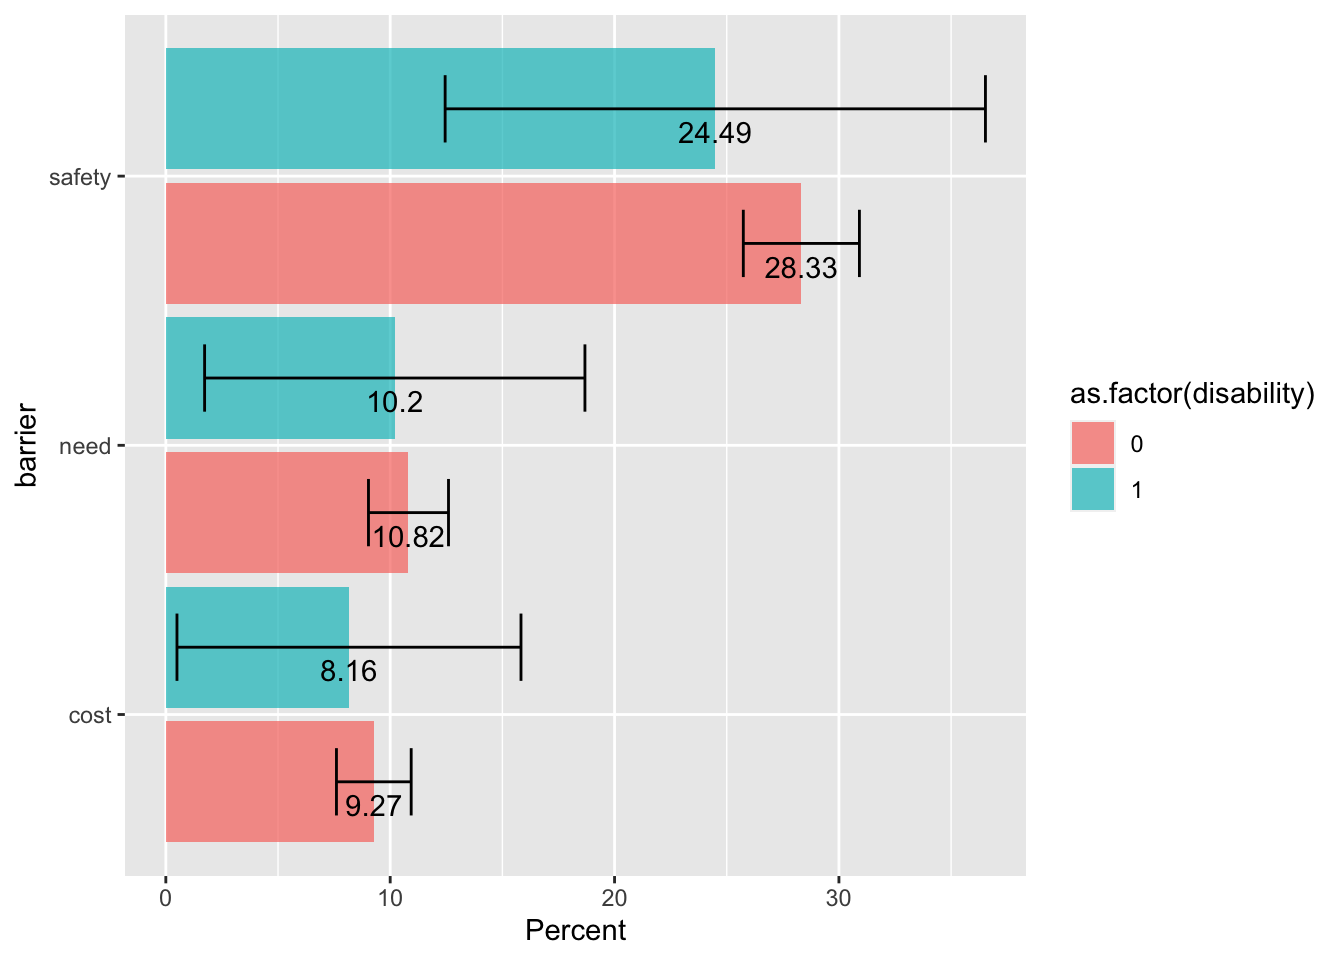 24.49
safety
28.33
10.2
barrier
need
10.82
8.16
cost
9.27
0 10 20 30
Percent
as.factor(disability)
0
1